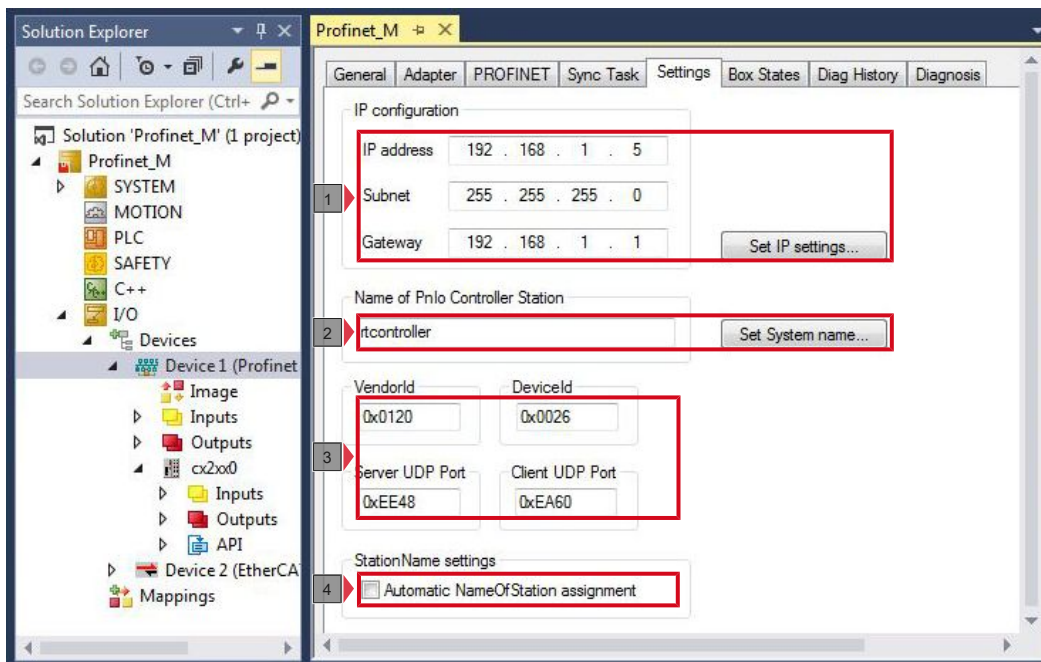 Solution Explorer
Search Solution Explorer (Ctrl+
Solution 'Profinet_M' (1 project)
Profinet_M
SYSTEM
MOTION
PLC
SAFETY
C++
I/O
Devices
Device 1 (Profinet
Image
Inputs
Outputs
cx2xx0
Inputs
Outputs
API
Device 2 (EtherCA
Mappings
Profinet_M
General Adapter PROFINET Sync Task Settings Box States Diag History Diagnosis
IP configuration
1
IP address 192 . 168 . 1 . 5
Subnet 255 . 255 . 255 . 0
Gateway 192 . 168 . 1 . 1 Set IP settings...
Name of PnIo Controller Station
2 rtcontroller Set System name...
VendorId DeviceId
0x0120 0x0026
3
Server UDP Port Client UDP Port
0xEE48 0xEA60
StationName settings
4 Automatic NameOfStation assignment